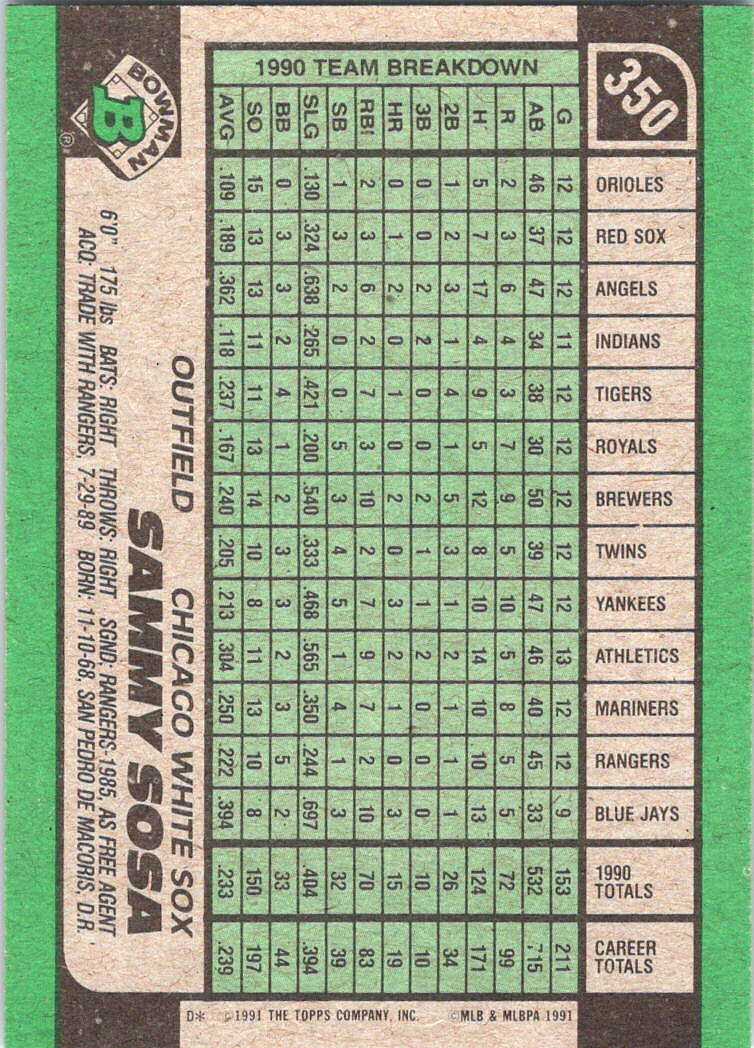 350
1990 TEAM BREAKDOWN
G AB R H 2B 3B HR RBI SB SLG BB SO AVG
ORIOLES 12 46 2 5 1 0 0 2 1 .130 0 15 .109
RED SOX 12 37 3 7 2 0 1 3 3 .324 3 13 .189
ANGELS 12 47 6 17 3 2 2 6 2 .638 3 13 .362
INDIANS 11 34 4 4 1 2 0 0 0 .265 2 11 .118
TIGERS 12 38 3 9 4 0 1 7 0 .421 4 11 .237
ROYALS 12 30 7 5 1 0 0 3 5 .200 1 13 .167
BREWERS 12 50 9 12 5 2 2 10 3 .540 2 14 .240
TWINS 12 39 5 8 3 1 0 2 4 .333 3 10 .205
YANKEES 12 47 10 10 1 1 3 7 5 .468 3 8 .213
ATHLETICS 13 46 5 14 2 2 2 9 1 .565 2 11 .304
MARINERS 12 40 8 10 1 0 1 7 4 .350 3 13 .250
RANGERS 12 45 5 10 1 0 0 4 1 .244 5 10 .222
BLUE JAYS 9 33 5 13 1 0 3 10 3 .697 2 8 .394
1990 TOTALS 153 532 72 124 26 10 15 70 32 .404 33 150 .233
CAREER TOTALS 211 715 99 171 34 10 19 83 39 .394 44 197 .239
OUTFIELD CHICAGO WHITE SOX
SAMMY SOSA
6'0" 175 lbs BATS: RIGHT THROWS: RIGHT SGND: RANGERS-1985, AS FREE AGENT
ACQ: TRADE WITH RANGERS, 7-29-89 BORN: 11-10-68, SAN PEDRO DE MACORIS, D.R.
BOWMAN
B
®
D* ©1991 THE TOPPS COMPANY, INC. ©MLB & MLBPA 1991